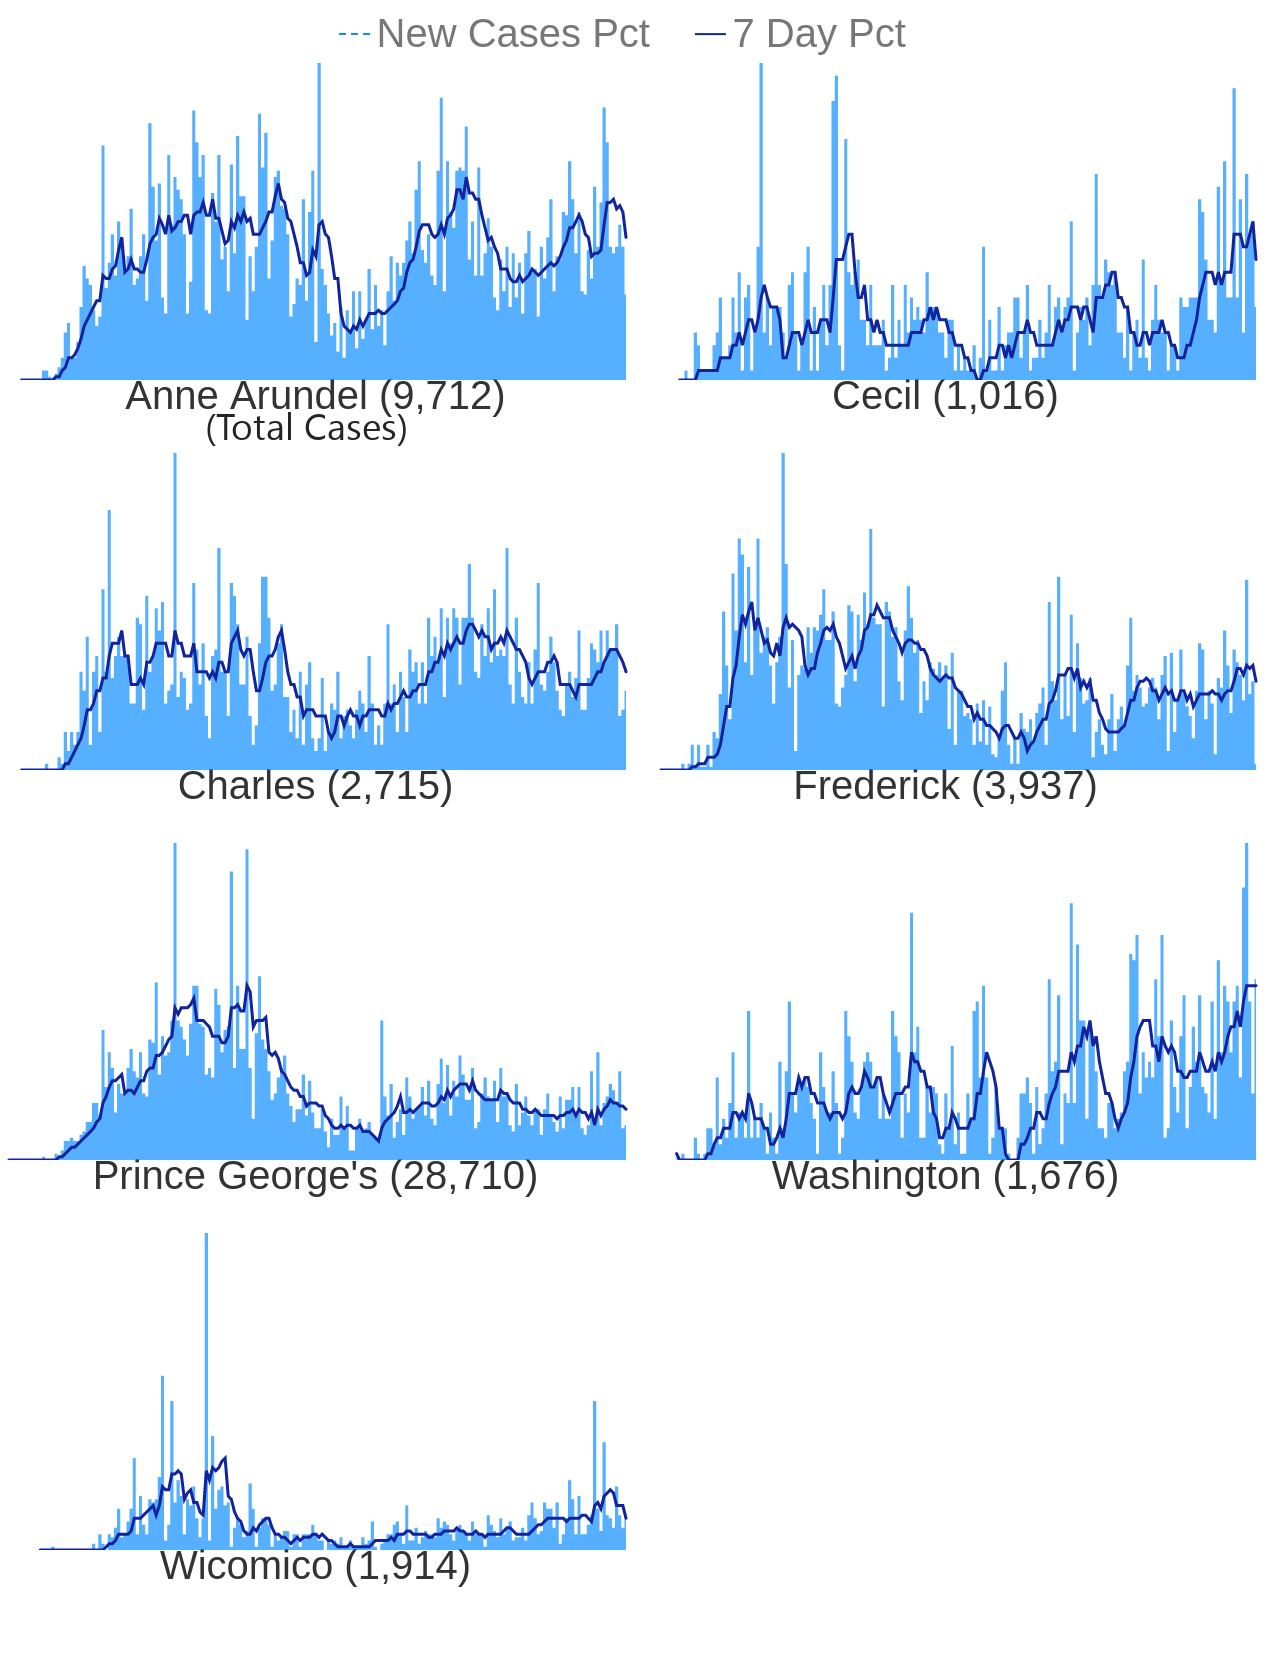 New Cases Pct 7 Day Pct
Anne Arundel (9,712) Cecil (1,016)
(Total Cases)
Charles (2,715) Frederick (3,937)
Prince George's (28,710) Washington (1,676)
Wicomico (1,914)